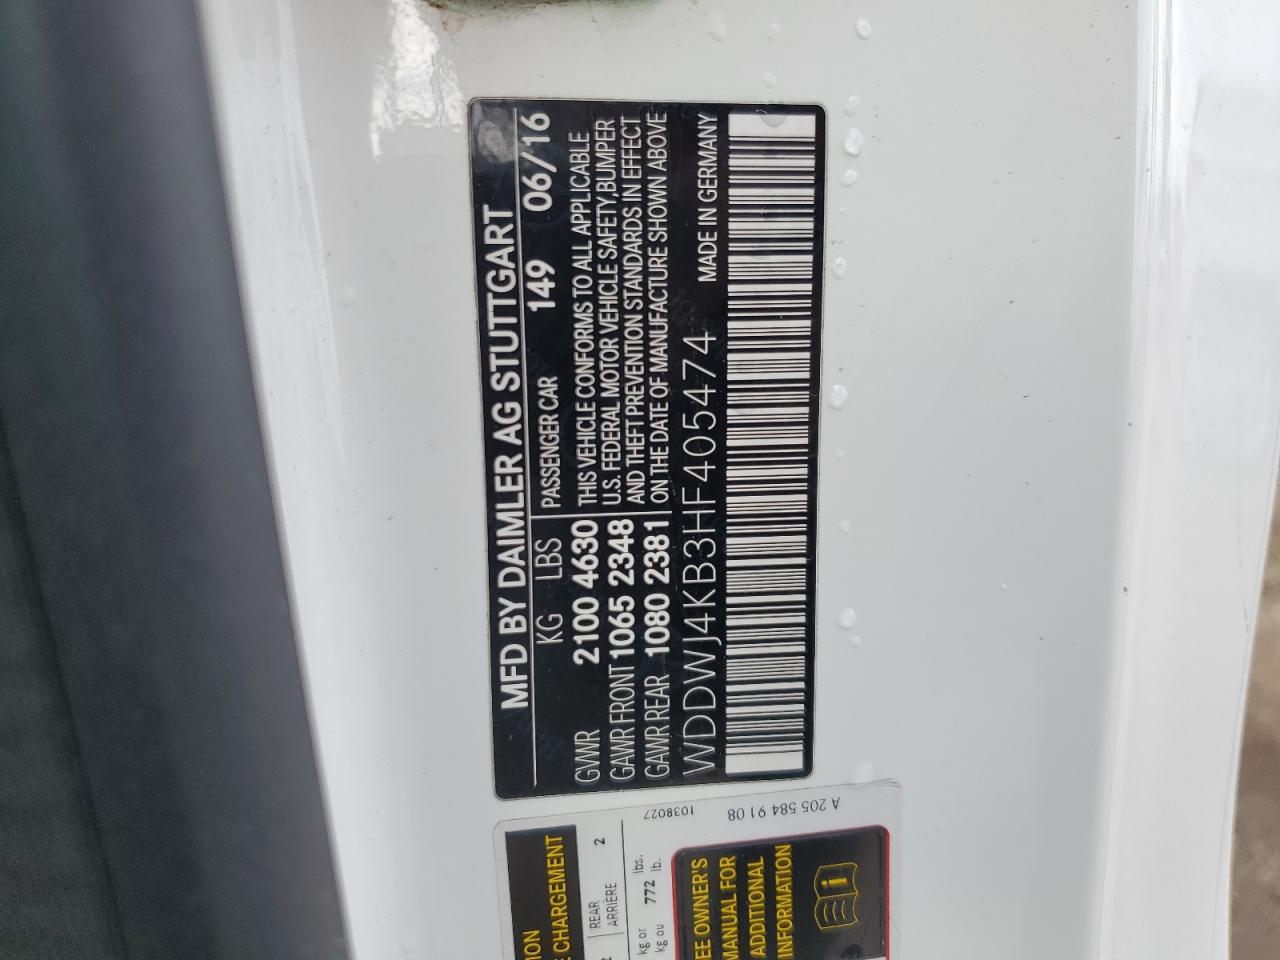 MFD BY DAIMLER AG STUTTGART
KG LBS PASSENGER CAR 149 06/16
GVWR 2100 4630 THIS VEHICLE CONFORMS TO ALL APPLICABLE
GAWR FRONT 1065 2348 U.S. FEDERAL MOTOR VEHICLE SAFETY, BUMPER
AND THEFT PREVENTION STANDARDS IN EFFECT
GAWR REAR 1080 2381 ON THE DATE OF MANUFACTURE SHOWN ABOVE
WDDWJ4KB3HF405474 MADE IN GERMANY
1038027
A 205 584 91 08
CHARGEMENT
REAR 2
ARRIÈRE
kg or 772 lbs.
kg ou lb.
OWNER'S
MANUAL FOR
ADDITIONAL
INFORMATION